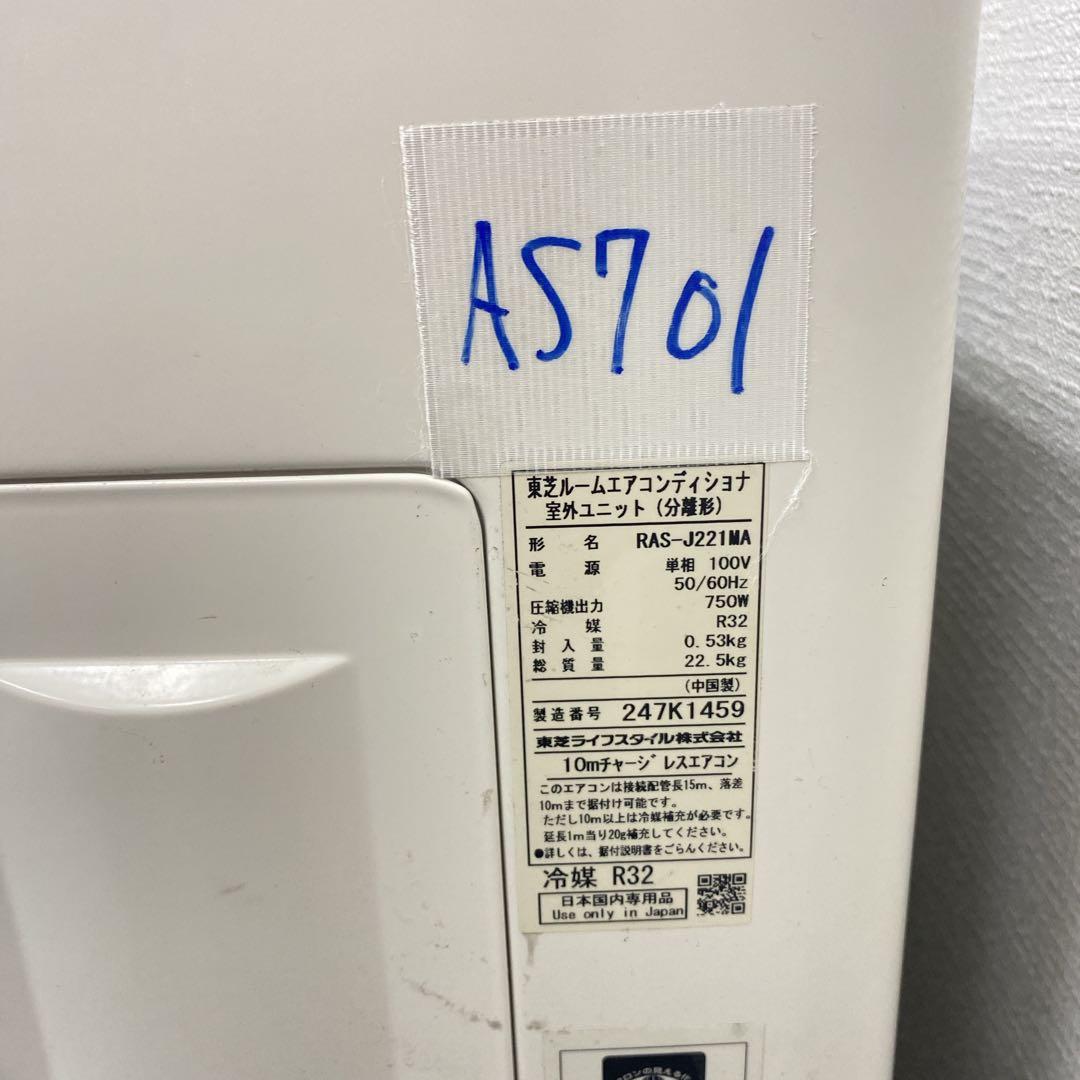 AS701
東芝ルームエアコンディショナ
室外ユニット（分離形）
形 名 RAS-J221MA
電 源 単相 100V
50/60Hz
圧縮機出力 750W
冷 媒 R32
封 入 量 0.53kg
総 質 量 22.5kg
（中国製）
製造番号 247K1459
東芝ライフスタイル株式会社
10mチャージレスエアコン
このエアコンは接続配管長15m、落差
10mまで据付け可能です。
ただし10m以上は冷媒補充が必要です。
延長1m当り20g補充してください。
●詳しくは、据付説明書をごらんください。
冷媒 R32
日本国内専用品
Use only in Japan